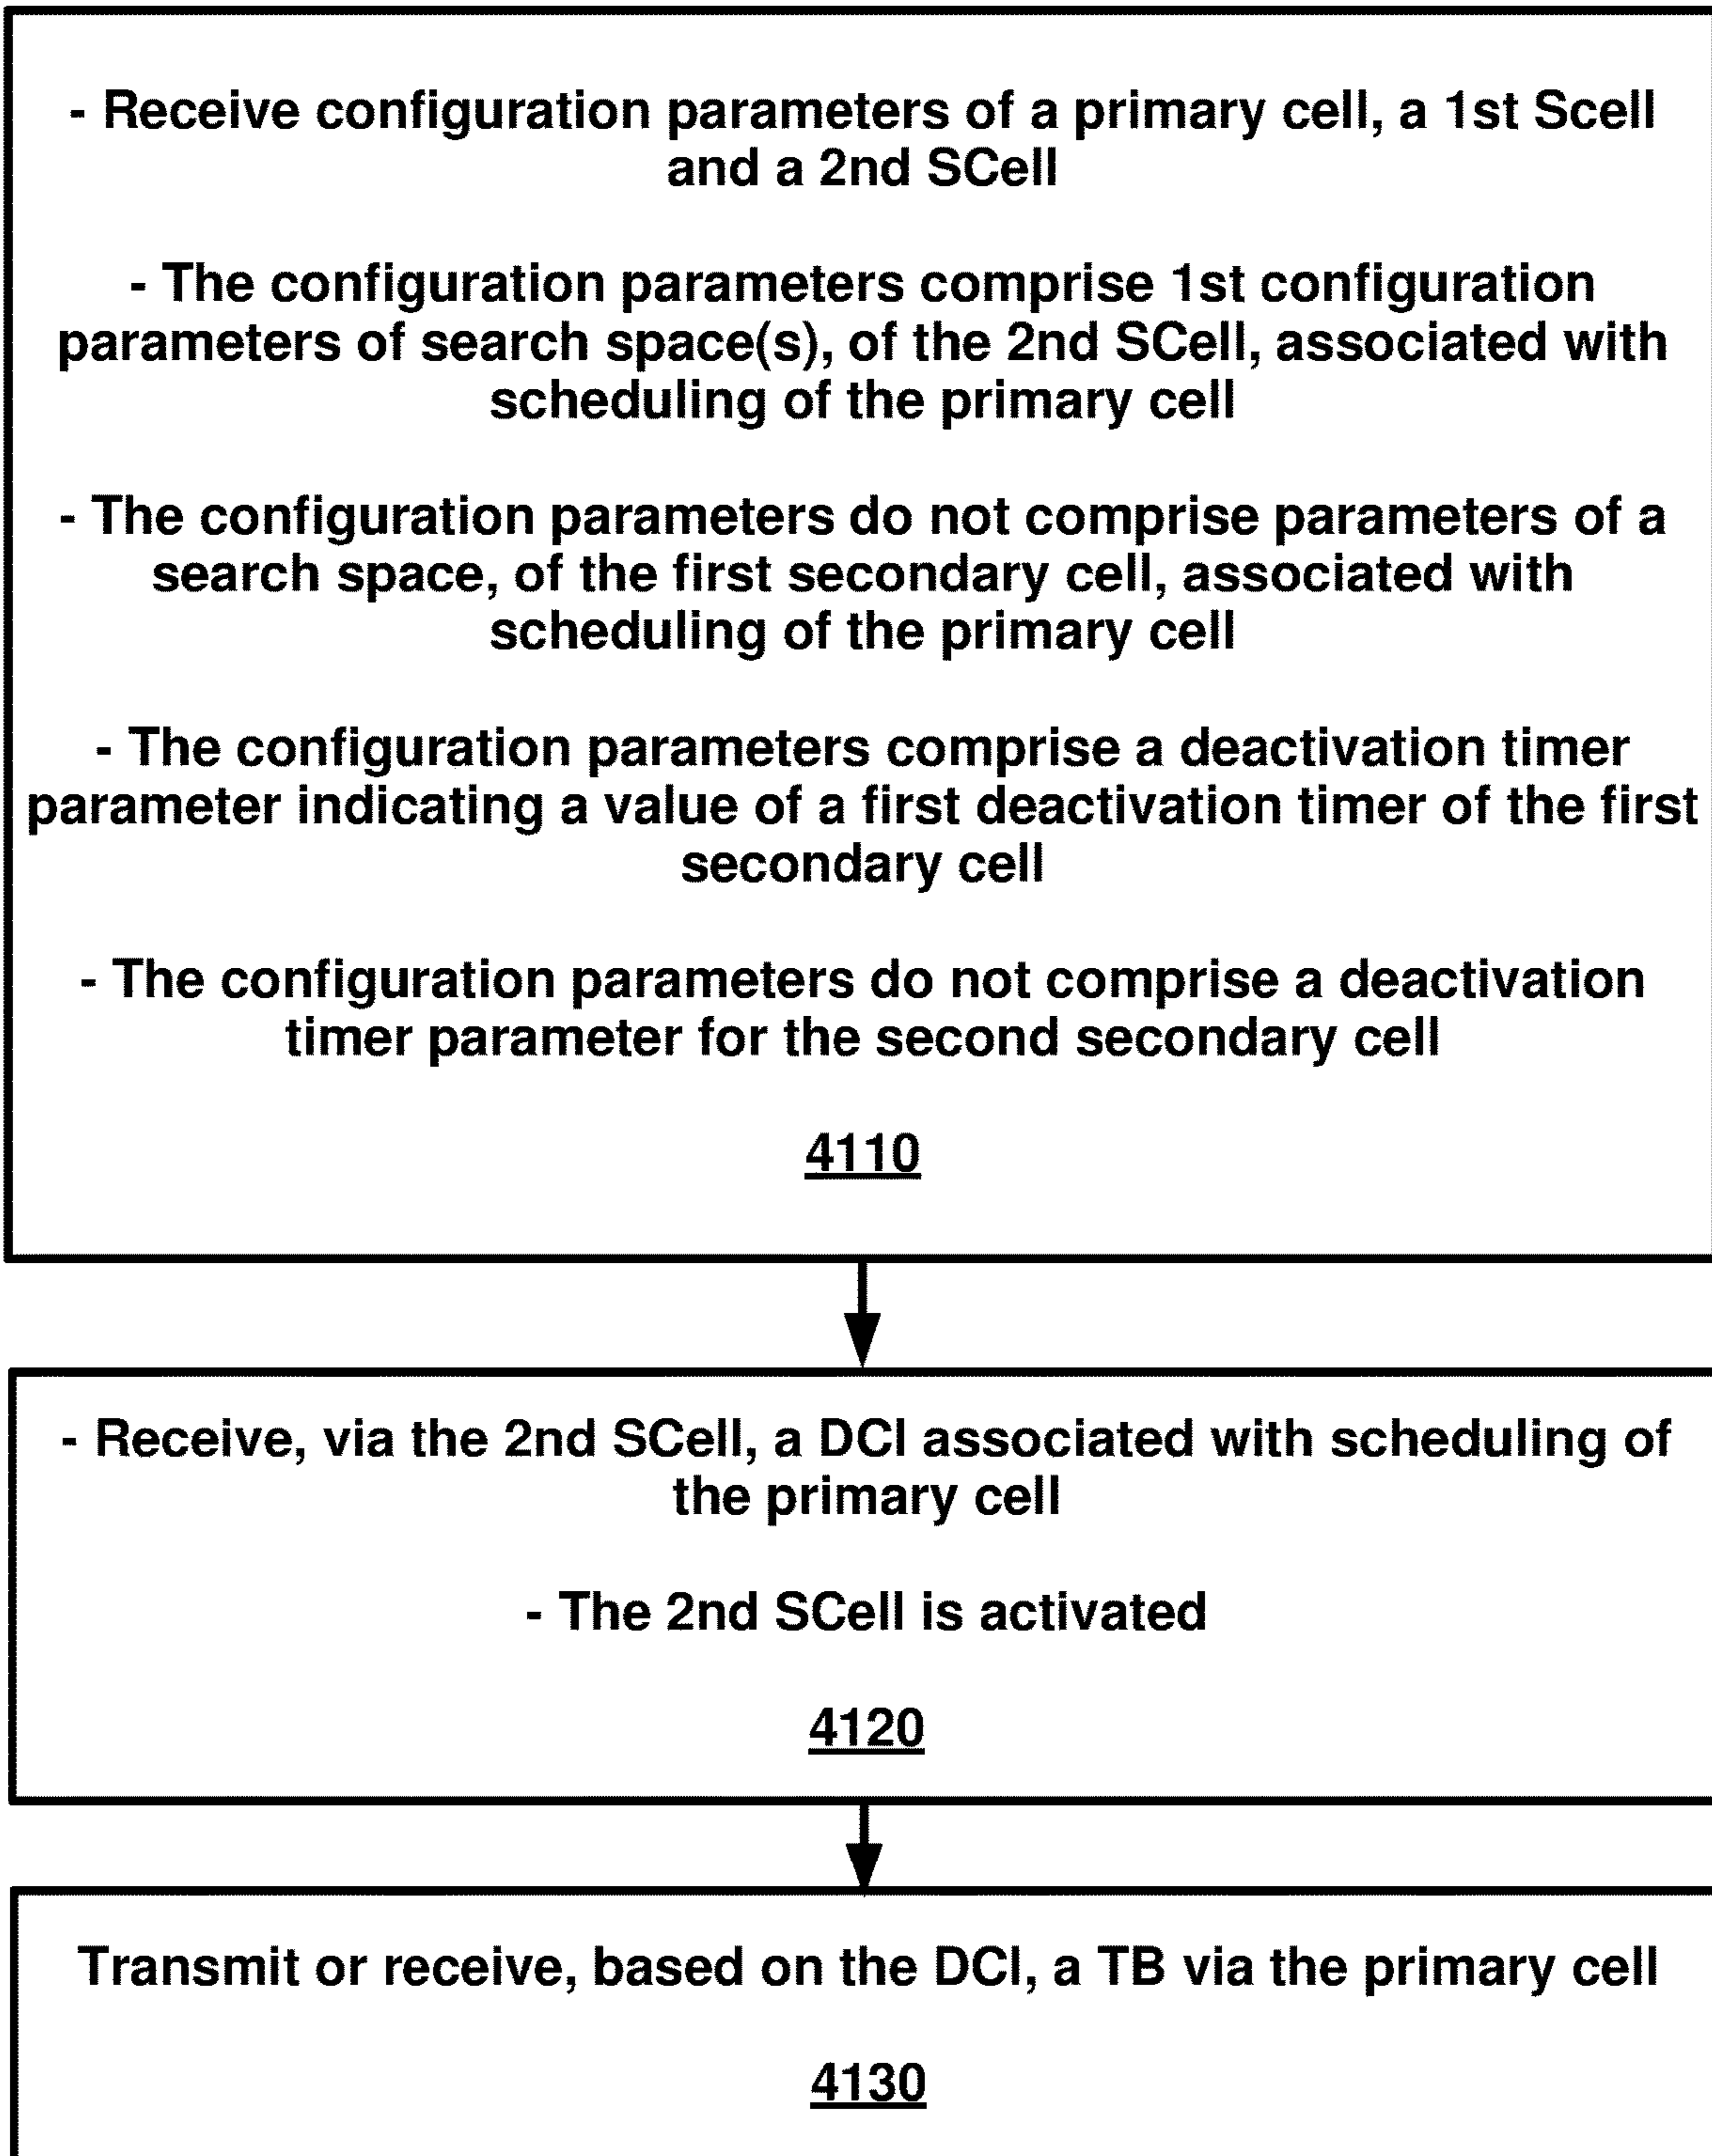 - Receive configuration parameters of a primary cell, a 1st Scell
and a 2nd SCell
- The configuration parameters comprise 1st configuration
parameters of search space(s), of the 2nd SCell, associated with
scheduling of the primary cell
- The configuration parameters do not comprise parameters of a
search space, of the first secondary cell, associated with
scheduling of the primary cell
- The configuration parameters comprise a deactivation timer
parameter indicating a value of a first deactivation timer of the first
secondary cell
- The configuration parameters do not comprise a deactivation
timer parameter for the second secondary cell
4110
- Receive, via the 2nd SCell, a DCI associated with scheduling of
the primary cell
- The 2nd SCell is activated
4120
Transmit or receive, based on the DCI, a TB via the primary cell
4130